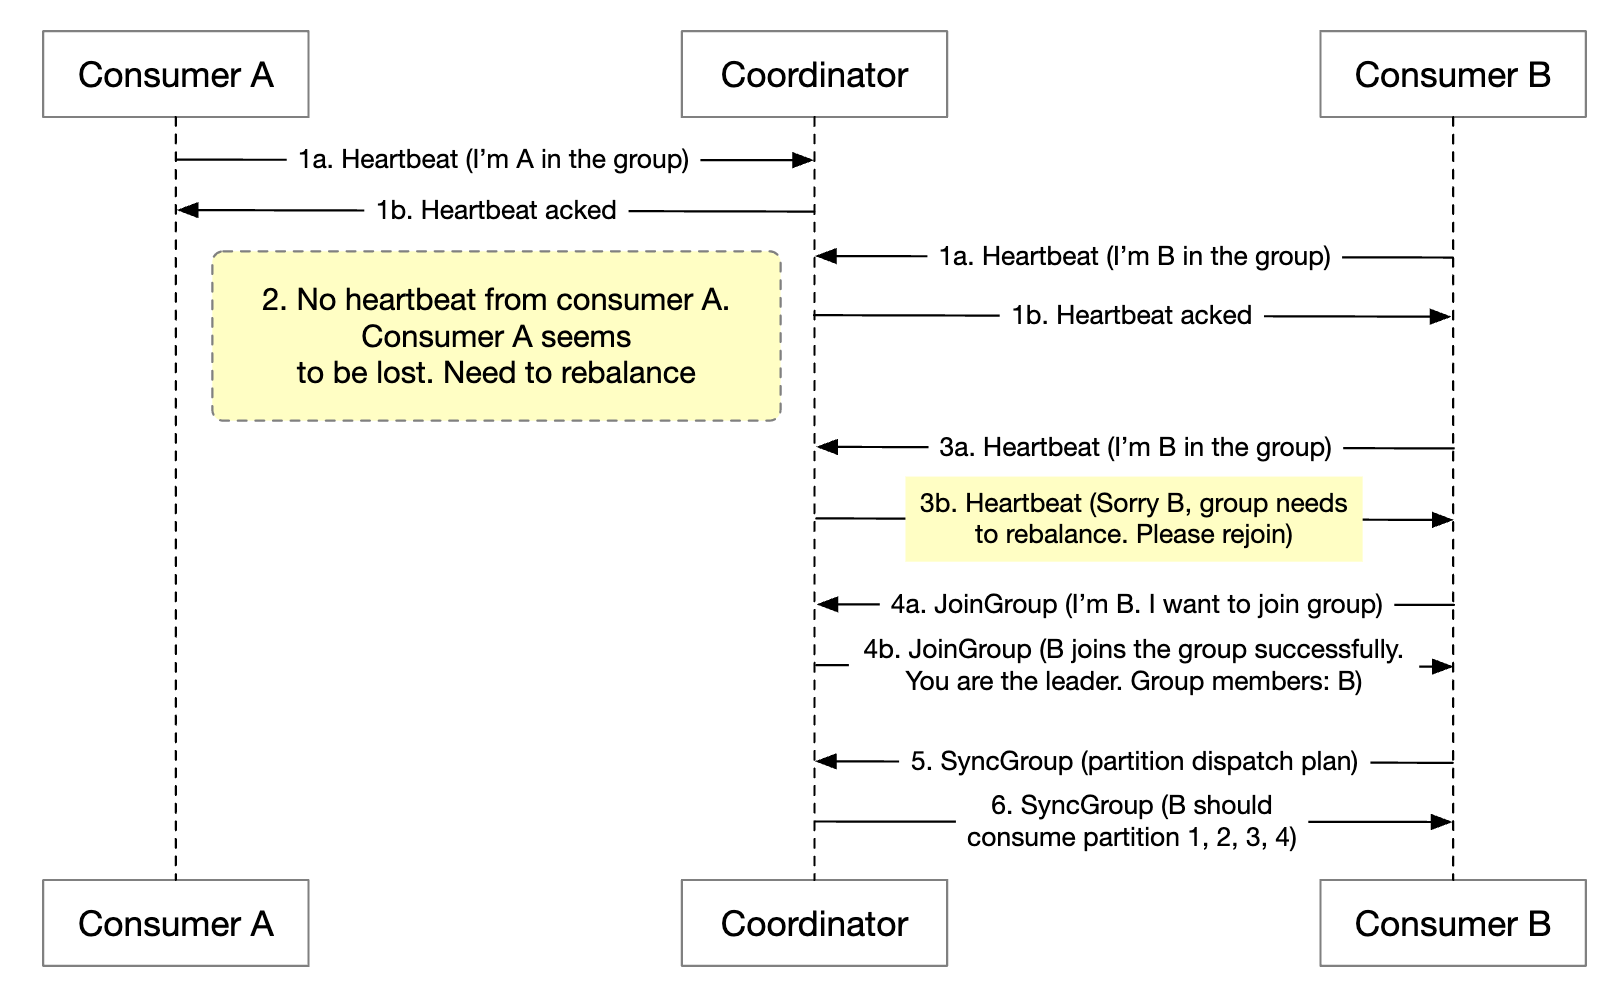 Consumer A
Coordinator
Consumer B
1a. Heartbeat (I’m A in the group)
1b. Heartbeat acked
1a. Heartbeat (I’m B in the group)
1b. Heartbeat acked
2. No heartbeat from consumer A.
Consumer A seems
to be lost. Need to rebalance
3a. Heartbeat (I’m B in the group)
3b. Heartbeat (Sorry B, group needs
to rebalance. Please rejoin)
4a. JoinGroup (I’m B. I want to join group)
4b. JoinGroup (B joins the group successfully.
You are the leader. Group members: B)
5. SyncGroup (partition dispatch plan)
6. SyncGroup (B should
consume partition 1, 2, 3, 4)
Consumer A
Coordinator
Consumer B